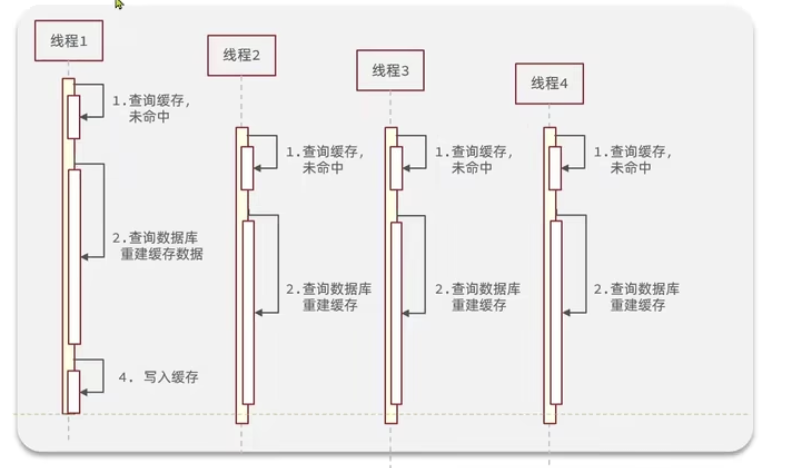 线程1
线程2
线程3
线程4
1.查询缓存,
未命中
2.查询数据库
重建缓存数据
4. 写入缓存
1.查询缓存,
未命中
2.查询数据库
重建缓存
1.查询缓存,
未命中
2.查询数据库
重建缓存
1.查询缓存,
未命中
2.查询数据库
重建缓存